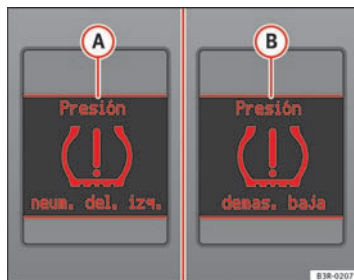 A
Presión
neum. del. izq.
B
Presión
demas. baja
B3R-0207